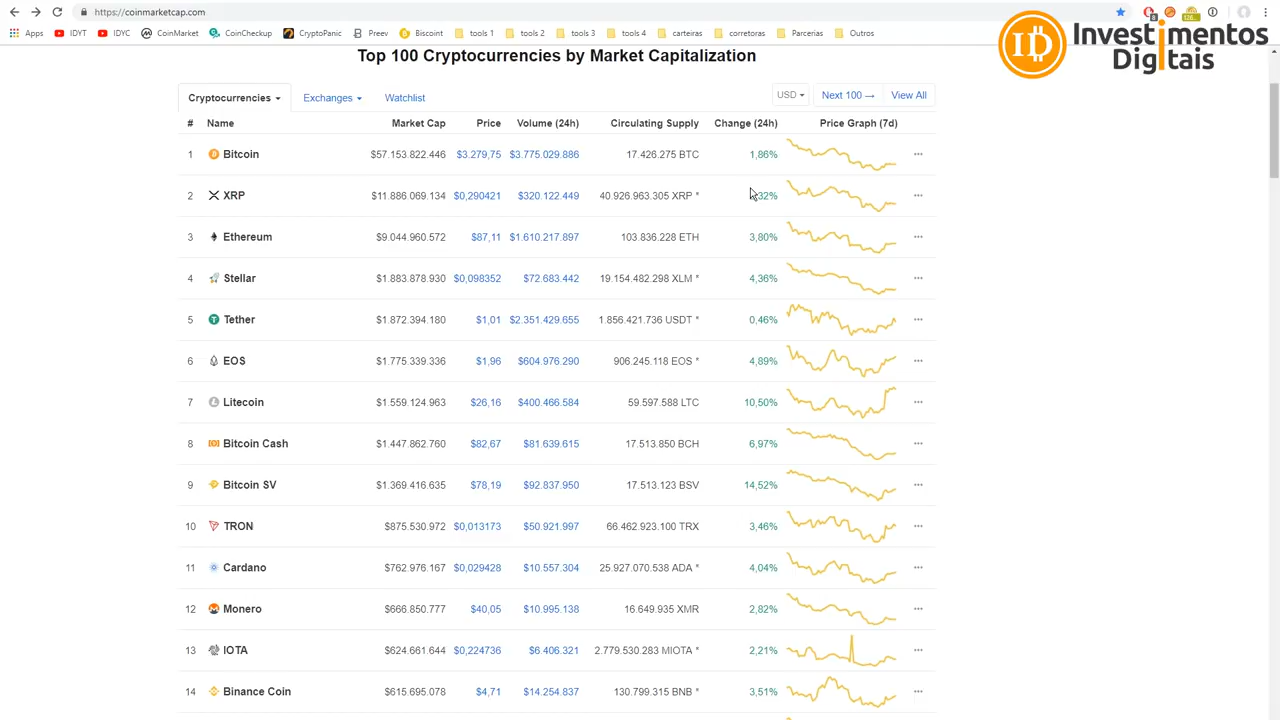 https://coinmarketcap.com
8
126..
Apps IDYT IDYC CoinMarket CoinCheckup CryptoPanic Preev Biscoint tools 1 tools 2 tools 3 tools 4 carteiras corretoras Parcerias Outros
ID Investimentos
Digitais
Top 100 Cryptocurrencies by Market Capitalization
Cryptocurrencies Exchanges Watchlist USD Next 100 → View All
# Name Market Cap Price Volume (24h) Circulating Supply Change (24h) Price Graph (7d)
1 Bitcoin $57.153.822.446 $3.279,75 $3.775.029.886 17.426.275 BTC 1,86%
2 XRP $11.886.069.134 $0,290421 $320.122.449 40.926.963.305 XRP * 32%
3 Ethereum $9.044.960.572 $87,11 $1.610.217.897 103.836.228 ETH 3,80%
4 Stellar $1.883.878.930 $0,098352 $72.683.442 19.154.482.298 XLM * 4,36%
5 Tether $1.872.394.180 $1,01 $2.351.429.655 1.856.421.736 USDT * 0,46%
6 EOS $1.775.339.336 $1,96 $604.976.290 906.245.118 EOS * 4,89%
7 Litecoin $1.559.124.963 $26,16 $400.466.584 59.597.588 LTC 10,50%
8 Bitcoin Cash $1.447.862.760 $82,67 $81.639.615 17.513.850 BCH 6,97%
9 Bitcoin SV $1.369.416.635 $78,19 $92.837.950 17.513.123 BSV 14,52%
10 TRON $875.530.972 $0,013173 $50.921.997 66.462.923.100 TRX 3,46%
11 Cardano $762.976.167 $0,029428 $10.557.304 25.927.070.538 ADA * 4,04%
12 Monero $666.850.777 $40,05 $10.995.138 16.649.935 XMR 2,82%
13 IOTA $624.661.644 $0,224736 $6.406.321 2.779.530.283 MIOTA * 2,21%
14 Binance Coin $615.695.078 $4,71 $14.254.837 130.799.315 BNB * 3,51%